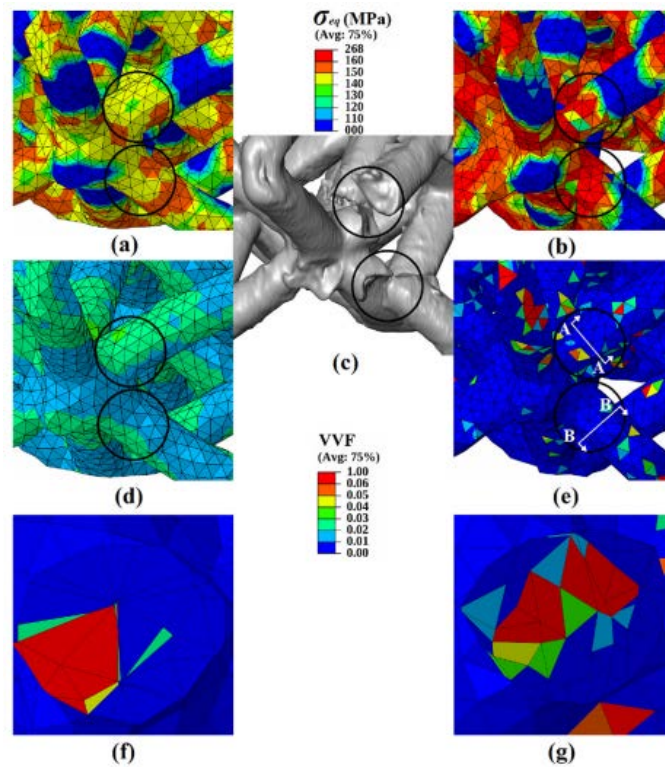 σeq (MPa)
(Avg: 75%)
268
160
150
140
130
120
110
000
(a)
(b)
(c)
A
A
B
B
(d)
VVF
(Avg: 75%)
1.00
0.06
0.05
0.04
0.03
0.02
0.01
0.00
(e)
(f)
(g)